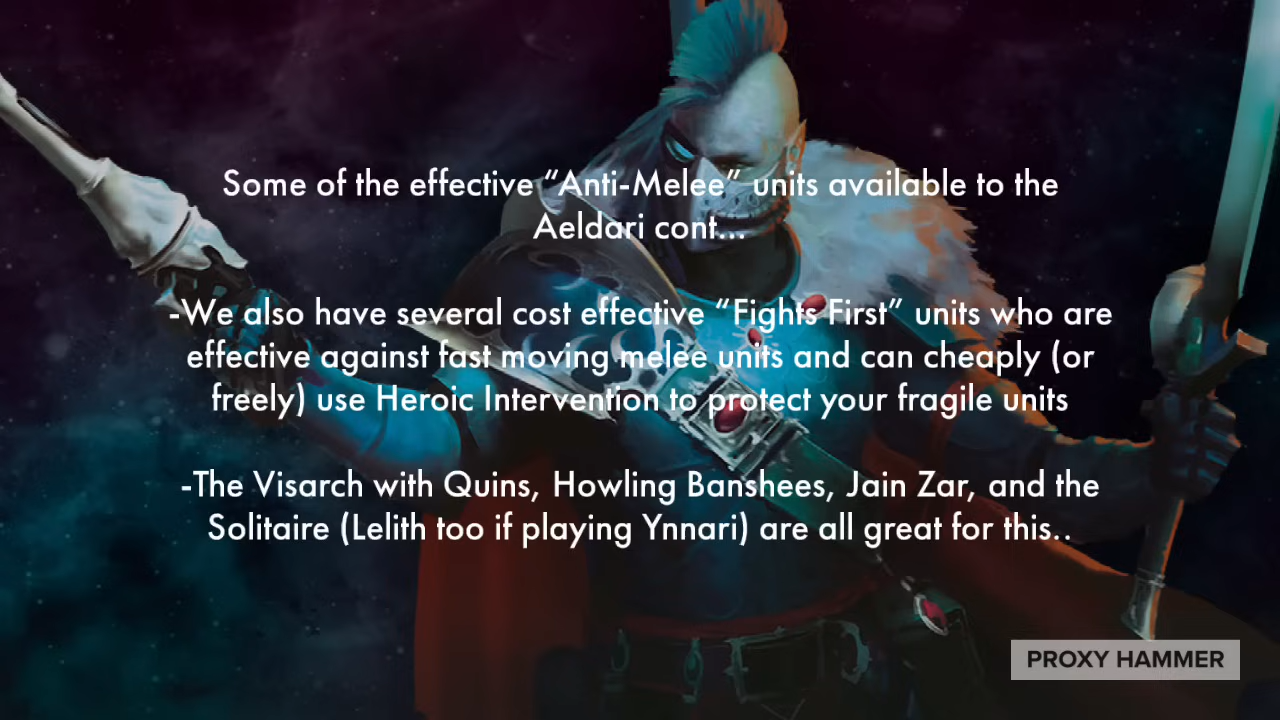 Some of the effective “Anti-Melee” units available to the
Aeldari cont...
-We also have several cost effective “Fights First” units who are
effective against fast moving melee units and can cheaply (or
freely) use Heroic Intervention to protect your fragile units
-The Visarch with Quins, Howling Banshees, Jain Zar, and the
Solitaire (Lelith too if playing Ynnari) are all great for this..
PROXY HAMMER